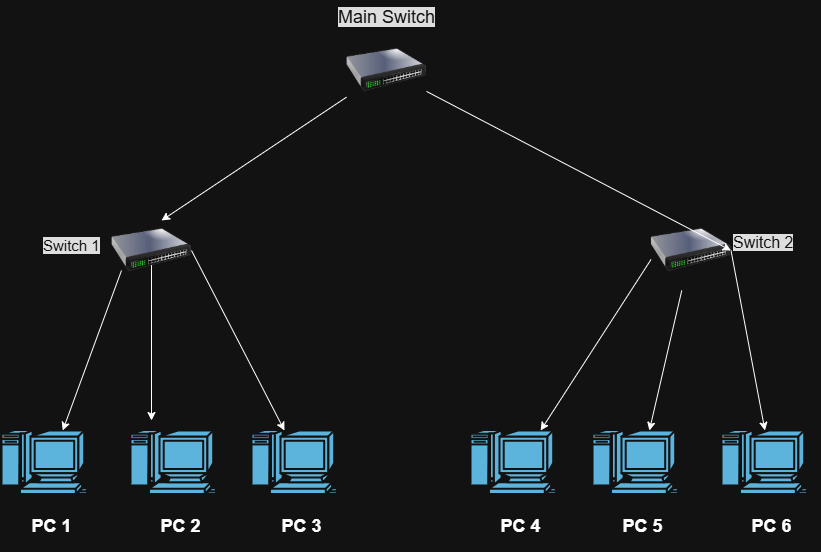 Main Switch
Switch 1
Switch 2
PC 1
PC 2
PC 3
PC 4
PC 5
PC 6